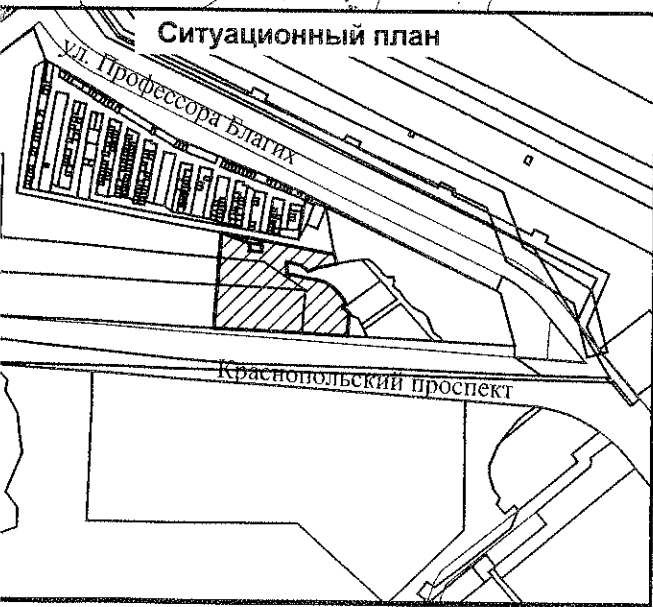 Ситуационный план
ул. Профессора Благих
Краснопольский проспект